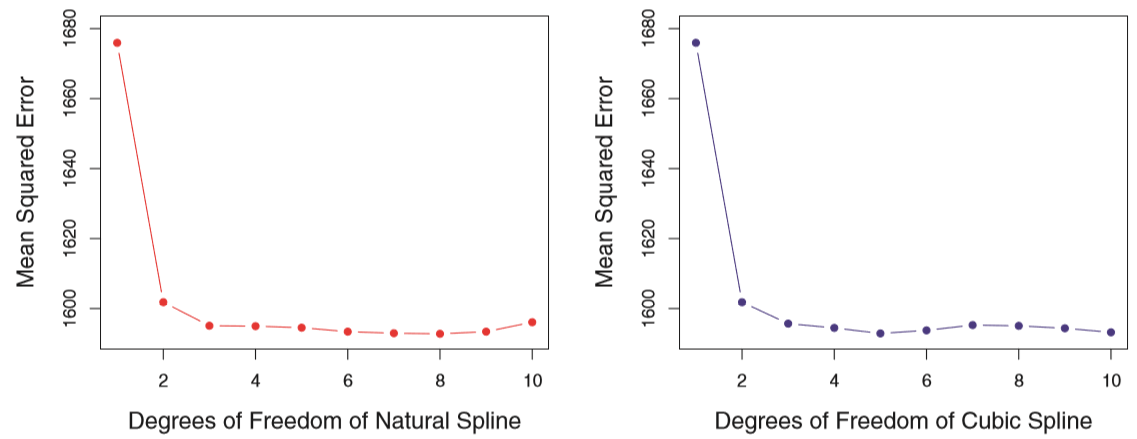 1680
1660
1640
1620
1600
Mean Squared Error
2 4 6 8 10
Degrees of Freedom of Natural Spline
1680
1660
1640
1620
1600
Mean Squared Error
2 4 6 8 10
Degrees of Freedom of Cubic Spline